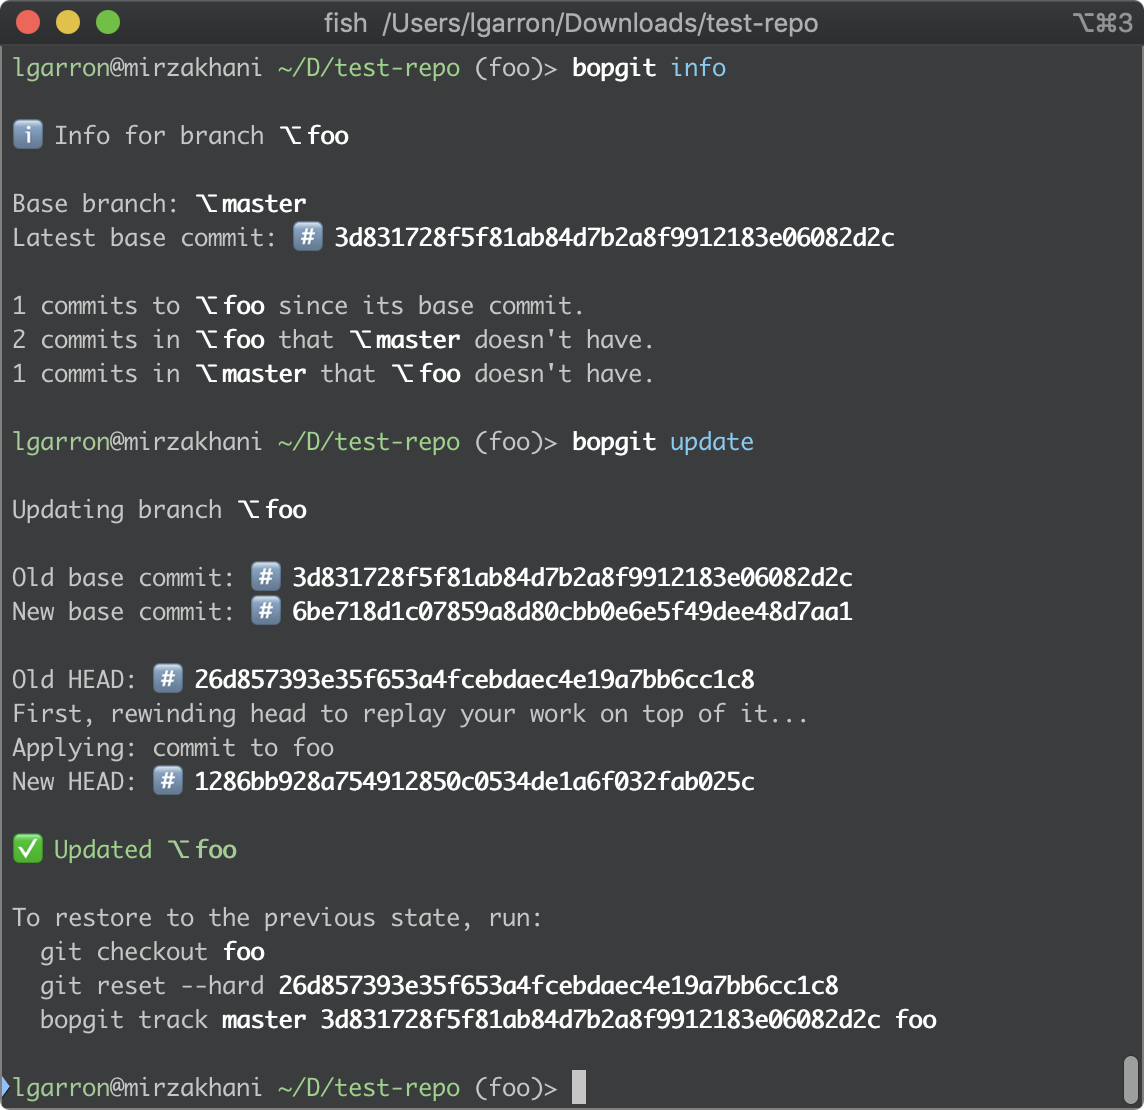 fish /Users/lgarron/Downloads/test-repo ⌥⌘3
lgarron@mirzakhani ~/D/test-repo (foo)> bopgit info
ℹ️ Info for branch ⌥foo
Base branch: ⌥master
Latest base commit: #️⃣ 3d831728f5f81ab84d7b2a8f9912183e06082d2c
1 commits to ⌥foo since its base commit.
2 commits in ⌥foo that ⌥master doesn't have.
1 commits in ⌥master that ⌥foo doesn't have.
lgarron@mirzakhani ~/D/test-repo (foo)> bopgit update
Updating branch ⌥foo
Old base commit: #️⃣ 3d831728f5f81ab84d7b2a8f9912183e06082d2c
New base commit: #️⃣ 6be718d1c07859a8d80cbb0e6e5f49dee48d7aa1
Old HEAD: #️⃣ 26d857393e35f653a4fcebdaec4e19a7bb6cc1c8
First, rewinding head to replay your work on top of it...
Applying: commit to foo
New HEAD: #️⃣ 1286bb928a754912850c0534de1a6f032fab025c
✅ Updated ⌥foo
To restore to the previous state, run:
git checkout foo
git reset --hard 26d857393e35f653a4fcebdaec4e19a7bb6cc1c8
bopgit track master 3d831728f5f81ab84d7b2a8f9912183e06082d2c foo
lgarron@mirzakhani ~/D/test-repo (foo)>